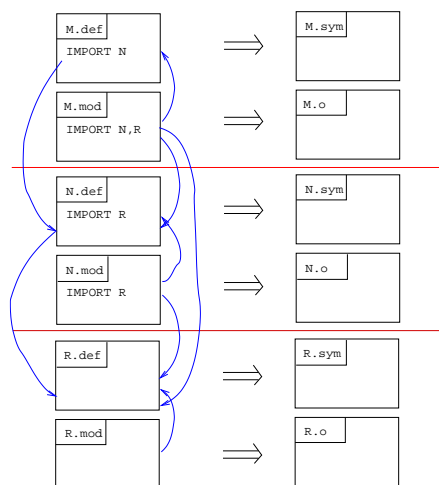 M.def
IMPORT N
M.sym
M.mod
IMPORT N,R
M.o
N.def
IMPORT R
N.sym
N.mod
IMPORT R
N.o
R.def
R.sym
R.mod
R.o